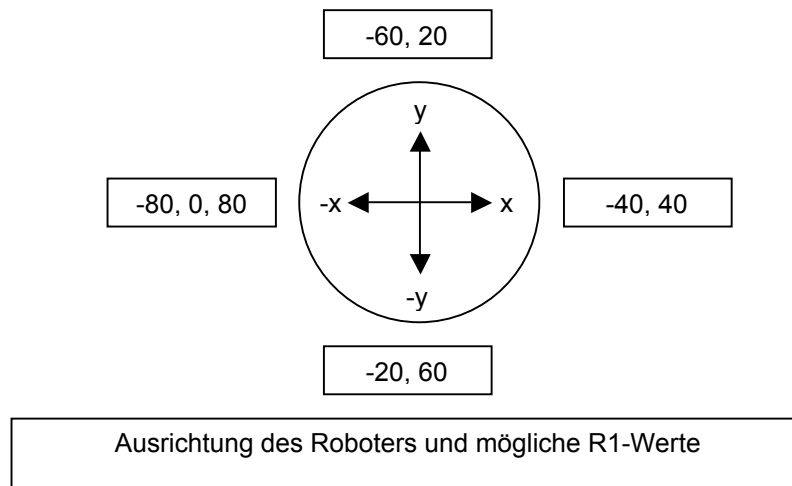 -60, 20
y
-80, 0, 80
-x
x
-40, 40
-y
-20, 60
Ausrichtung des Roboters und mögliche R1-Werte